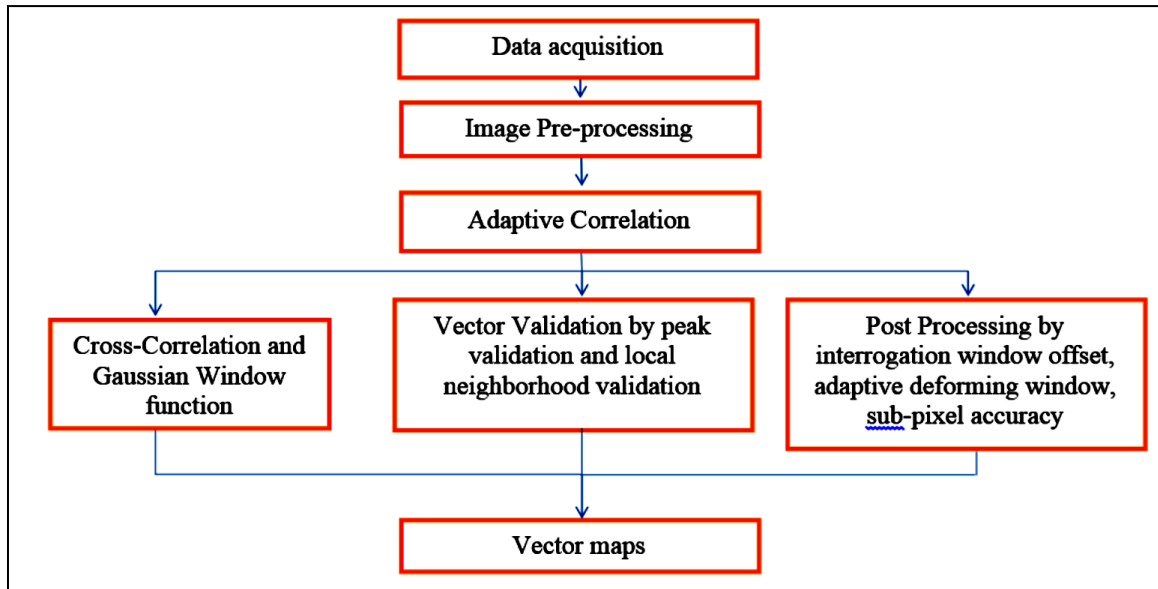 Data acquisition
Image Pre-processing
Adaptive Correlation
Cross-Correlation and
Gaussian Window
function
Vector Validation by peak
validation and local
neighborhood validation
Post Processing by
interrogation window offset,
adaptive deforming window,
sub-pixel accuracy
Vector maps